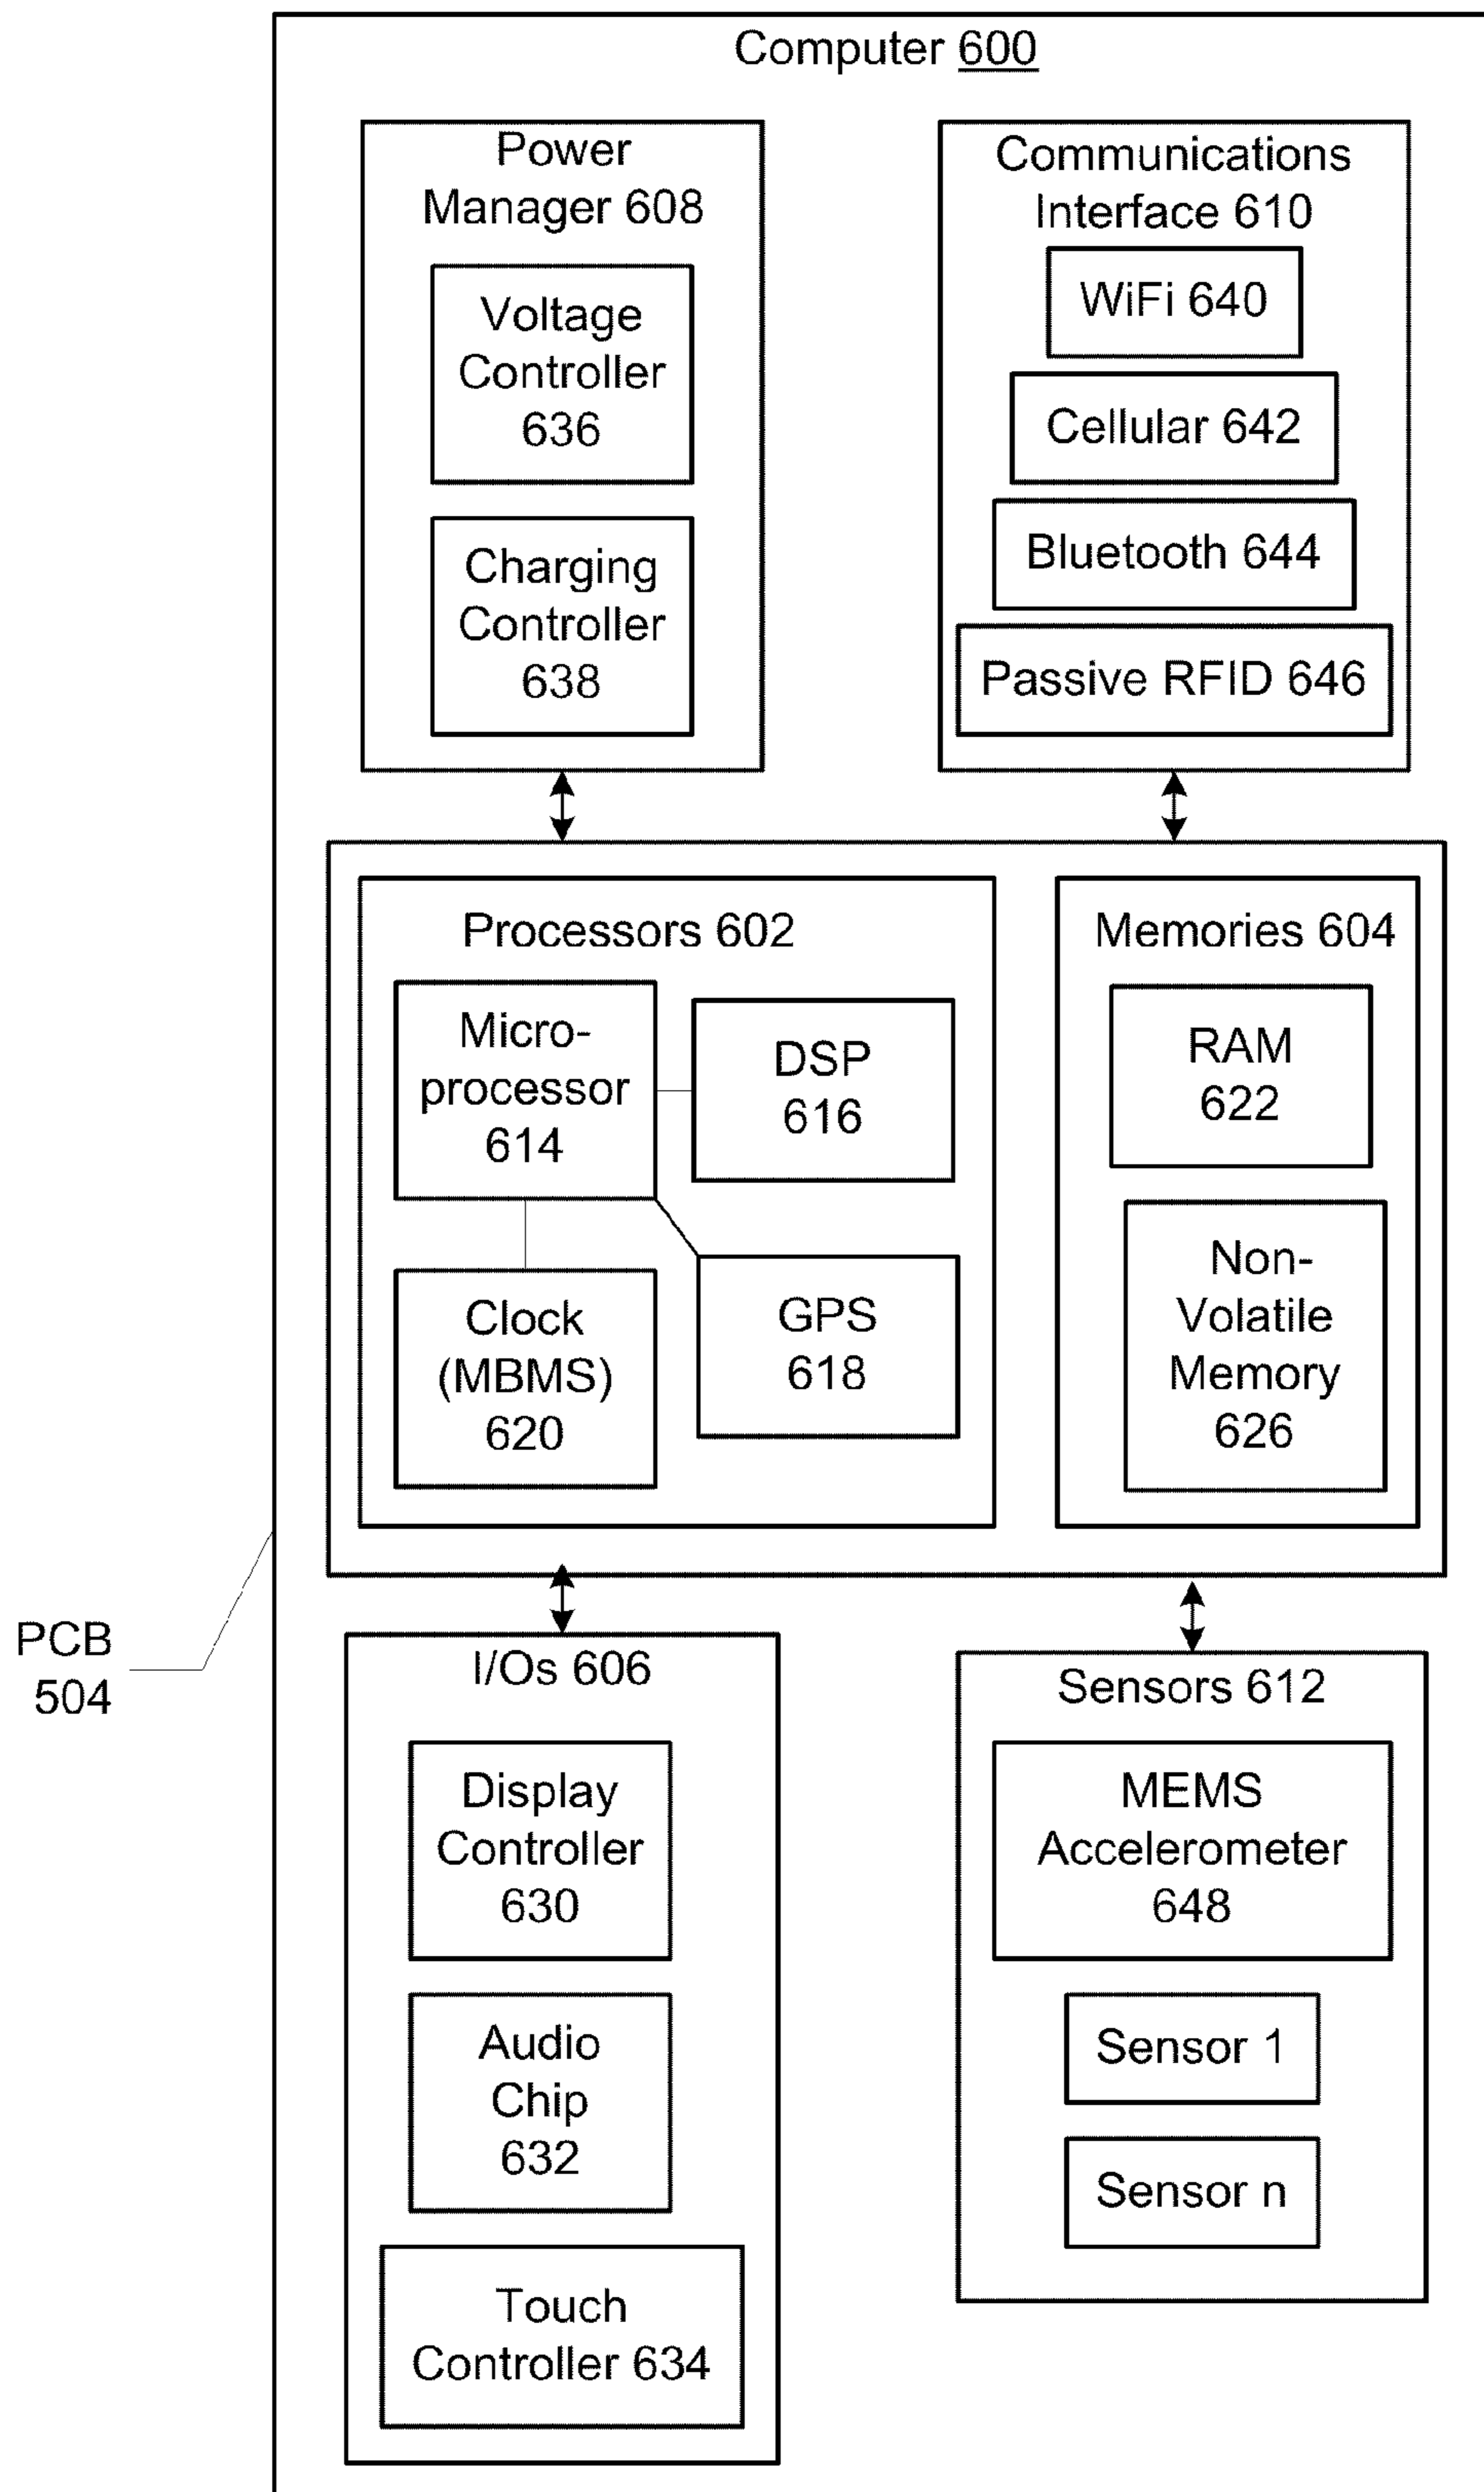 Computer 600
Power
Manager 608
Voltage
Controller
636
Charging
Controller
638
Communications
Interface 610
WiFi 640
Cellular 642
Bluetooth 644
Passive RFID 646
Processors 602
Micro-
processor
614
DSP
616
Clock
(MBMS)
620
GPS
618
Memories 604
RAM
622
Non-
Volatile
Memory
626
PCB
504
I/Os 606
Display
Controller
630
Audio
Chip
632
Touch
Controller 634
Sensors 612
MEMS
Accelerometer
648
Sensor 1
Sensor n